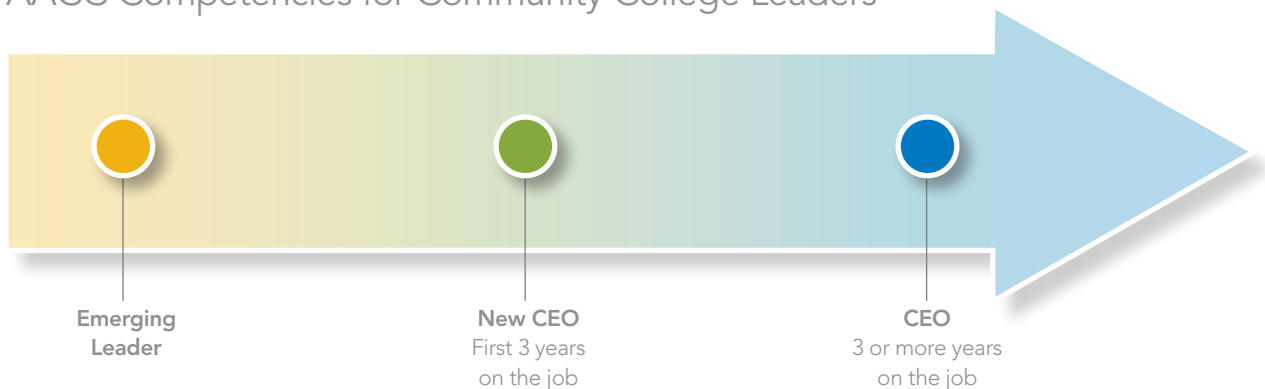 AACC Competencies for Community College Leaders
Emerging
Leader
New CEO
First 3 years
on the job
CEO
3 or more years
on the job